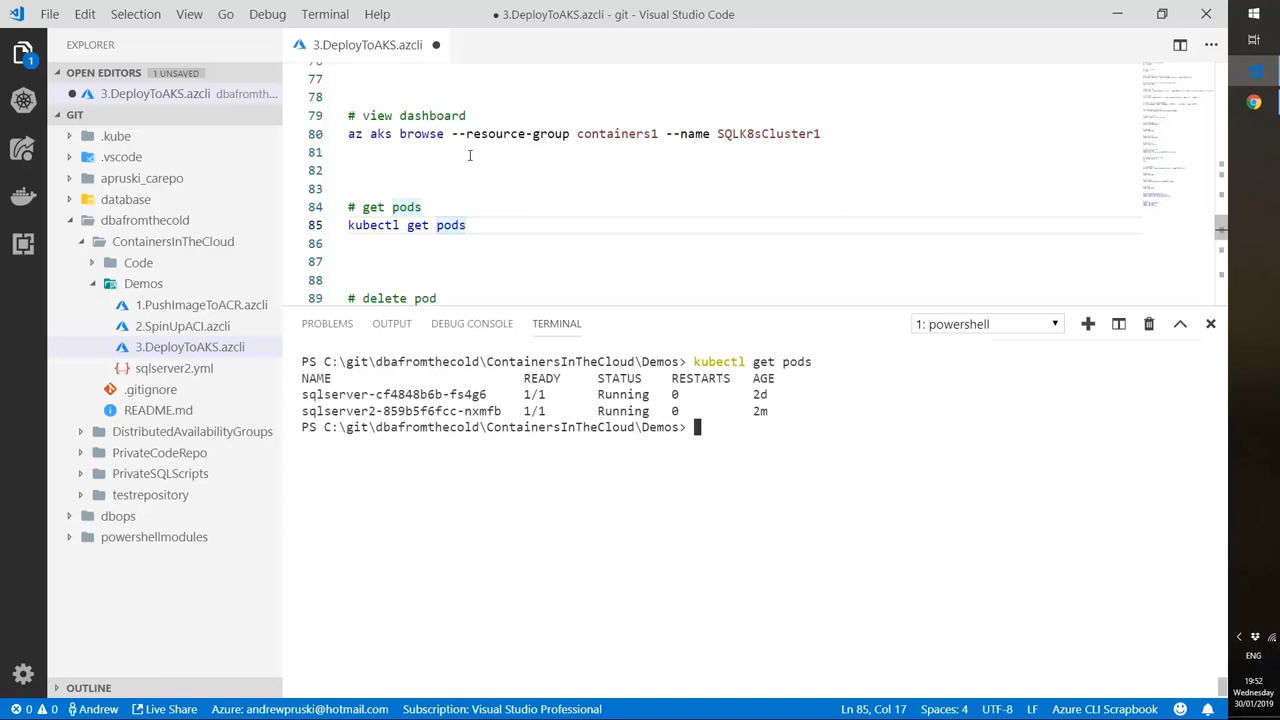 File Edit Selection View Go Debug Terminal Help
● 3.DeployToAKS.azcli - git - Visual Studio Code
EXPLORER
OPEN EDITORS 1 UNSAVED
3.DeployToAKS.azcli dbafromth...
GIT
.kube
.vscode
apruski_carepo
database
dbafromthecold
ContainersInTheCloud
Code
Demos
1.PushImageToACR.azcli
2.SpinUpACI.azcli
3.DeployToAKS.azcli
sqlserver2.yml
.gitignore
README.md
DistributedAvailabilityGroups
PrivateCodeRepo
PrivateSQLScripts
testrepository
dbops
powershellmodules
OUTLINE
3.DeployToAKS.azcli
77
78
79 # view dashboard
80 az aks browse --resource-group containers1 --name SQLK8sCluster1
81
82
83
84 # get pods
85 kubectl get pods
86
87
88
89 # delete pod
PROBLEMS OUTPUT DEBUG CONSOLE TERMINAL 1: powershell
PS C:\git\dbafromthecold\ContainersInTheCloud\Demos> kubectl get pods
NAME READY STATUS RESTARTS AGE
sqlserver-cf4848b6b-fs4g6 1/1 Running 0 2d
sqlserver2-859b5f6fcc-nxmfb 1/1 Running 0 2m
PS C:\git\dbafromthecold\ContainersInTheCloud\Demos>
0 0 Andrew Live Share Azure: andrewpruski@hotmail.com Subscription: Visual Studio Professional Ln 85, Col 17 Spaces: 4 UTF-8 LF Azure CLI Scrapbook
1
ENG
19:52
Wednesday
30/01/2019